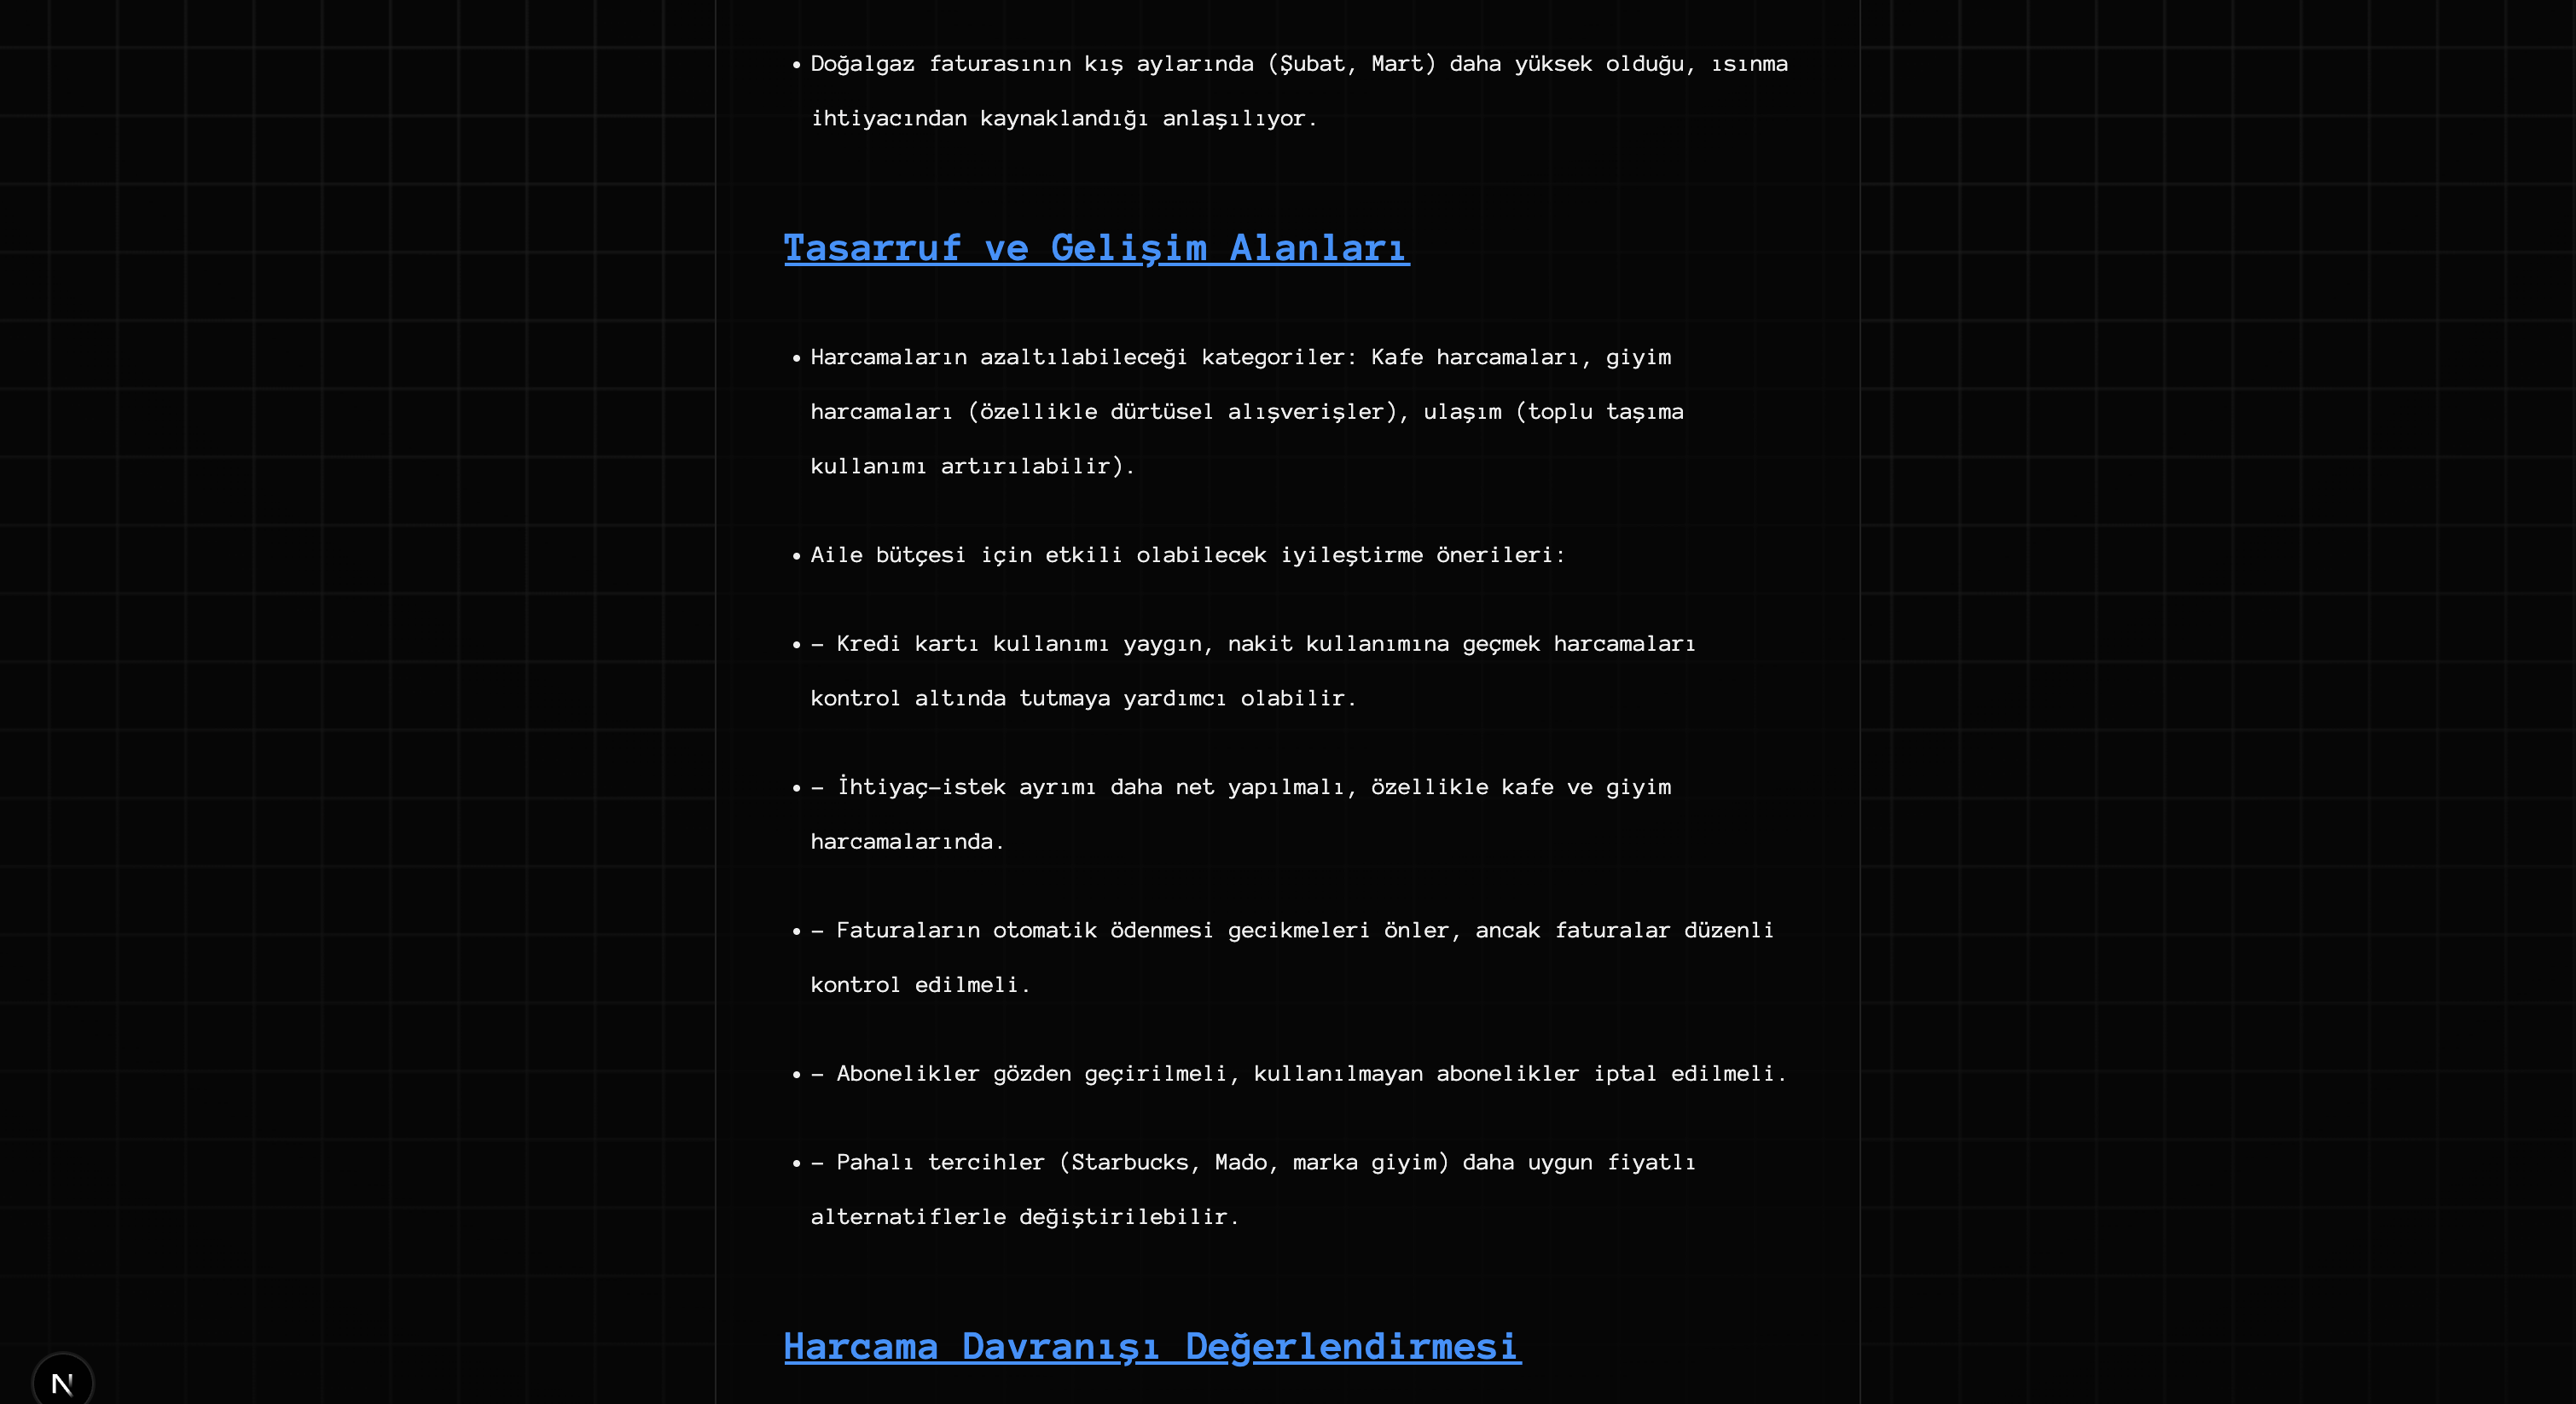 • Doğalgaz faturasının kış aylarında (Şubat, Mart) daha yüksek olduğu, ısınma
ihtiyacından kaynaklandığı anlaşılıyor.
Tasarruf ve Gelişim Alanları
• Harcamaların azaltılabileceği kategoriler: Kafe harcamaları, giyim
harcamaları (özellikle dürtüsel alışverişler), ulaşım (toplu taşıma
kullanımı artırılabilir).
• Aile bütçesi için etkili olabilecek iyileştirme önerileri:
• - Kredi kartı kullanımı yaygın, nakit kullanımına geçmek harcamaları
kontrol altında tutmaya yardımcı olabilir.
• - İhtiyaç-istek ayrımı daha net yapılmalı, özellikle kafe ve giyim
harcamalarında.
• - Faturaların otomatik ödenmesi gecikmeleri önler, ancak faturalar düzenli
kontrol edilmeli.
• - Abonelikler gözden geçirilmeli, kullanılmayan abonelikler iptal edilmeli.
• - Pahalı tercihler (Starbucks, Mado, marka giyim) daha uygun fiyatlı
alternatiflerle değiştirilebilir.
Harcama Davranışı Değerlendirmesi
N